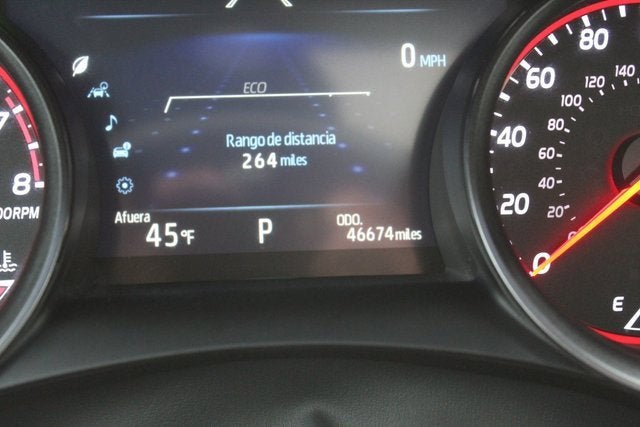 0 MPH
ECO
Rango de distancia
264 miles
Afuera
45°F
P
ODO.
46674 miles
8
00RPM
80
60
40
20
0
140
120
100
80
60
40
20
E